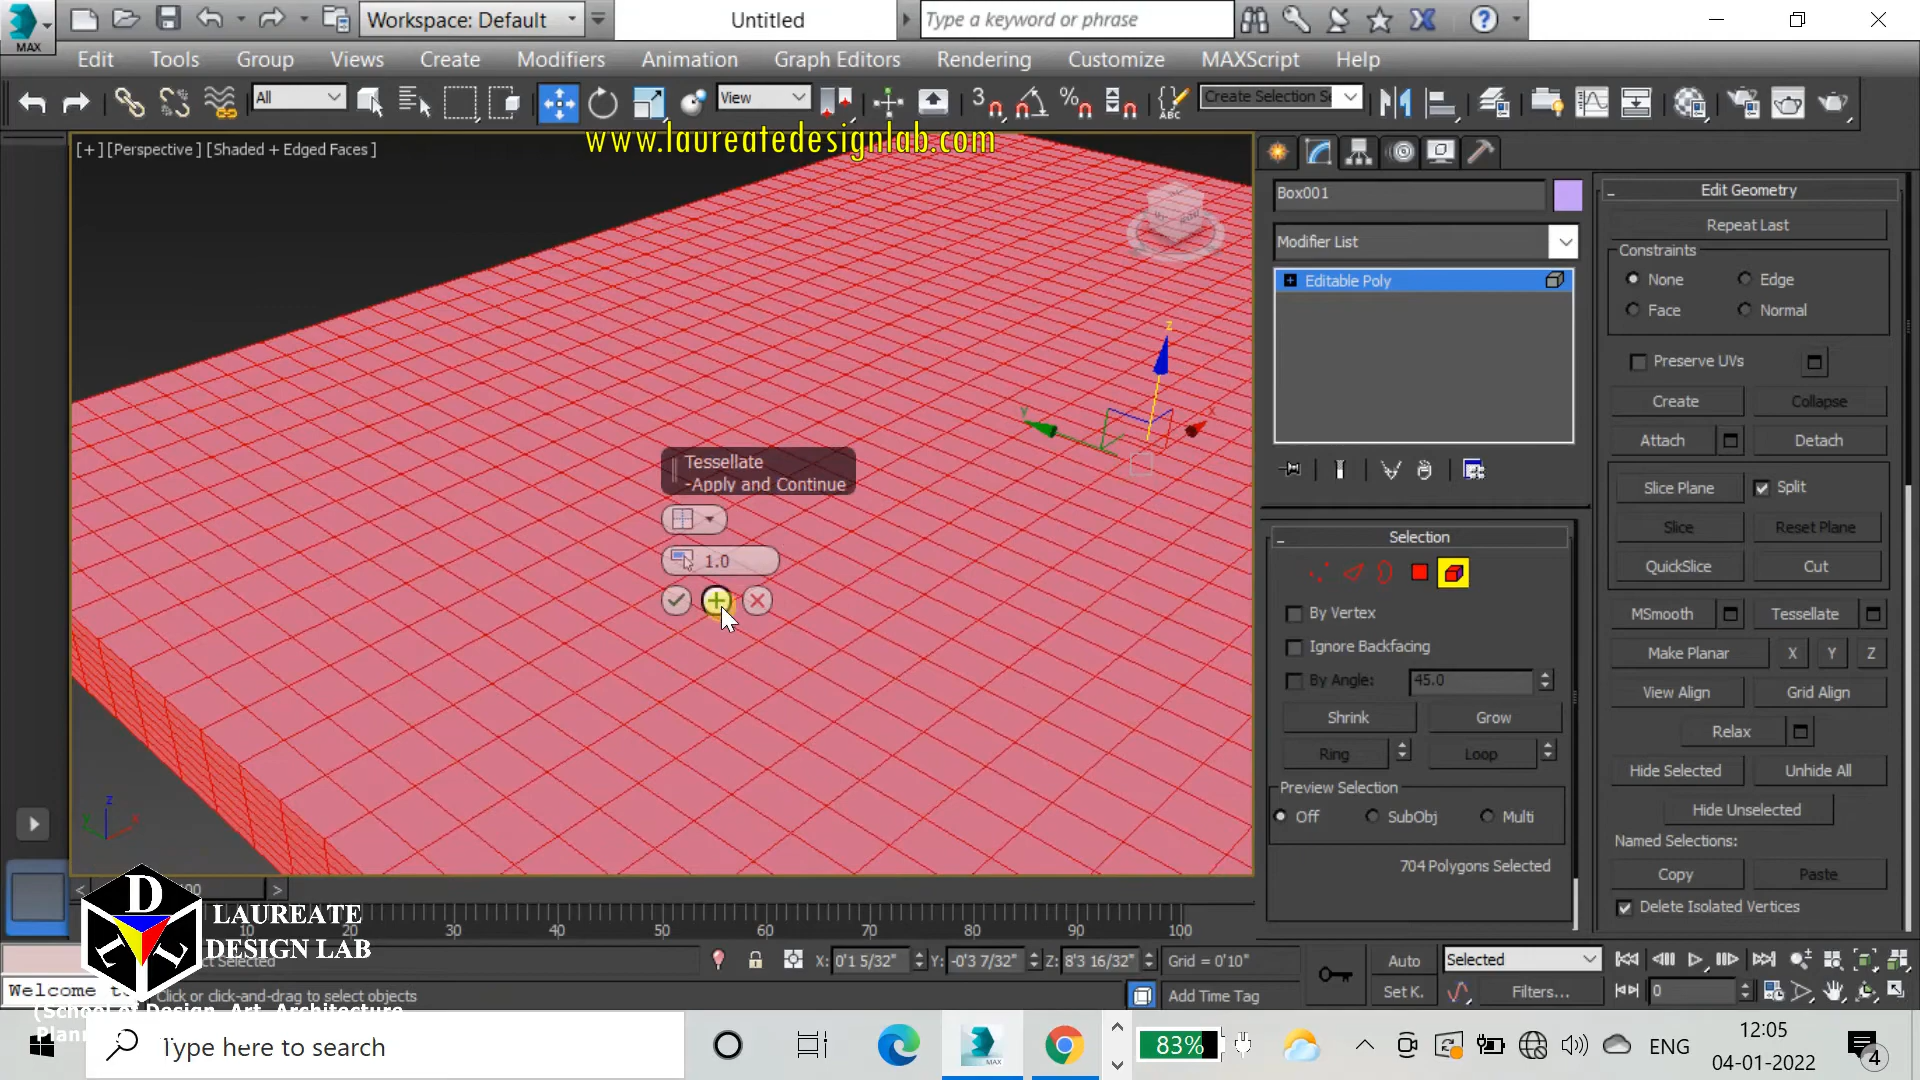 MAX
Workspace: Default
Untitled
Type a keyword or phrase
Edit
Tools
Group
Views
Create
Modifiers
Animation
Graph Editors
Rendering
Customize
MAXScript
Help
All
View
3
ABC
Create Selection Se
www.laureatedesignlab.com
[+] [Perspective ] [Shaded + Edged Faces ]
Tessellate
-Apply and Continue
1.0
z
y
x
Box001
Modifier List
Editable Poly
Selection
By Vertex
Ignore Backfacing
By Angle:
45.0
Shrink
Grow
Ring
Loop
Preview Selection
Off
SubObj
Multi
704 Polygons Selected
Edit Geometry
Repeat Last
Constraints
None
Edge
Face
Normal
Preserve UVs
Create
Collapse
Attach
Detach
Slice Plane
Split
Slice
Reset Plane
QuickSlice
Cut
MSmooth
Tessellate
Make Planar
X
Y
Z
View Align
Grid Align
Relax
Hide Selected
Unhide All
Hide Unselected
Named Selections:
Copy
Paste
Delete Isolated Vertices
D
LAUREATE
DESIGN LAB
10 20 30 40 50 60 70 80 90 100
X: 0'1 5/32"
Y: -0'3 7/32"
Z: 8'3 16/32"
Grid = 0'10"
Auto
Selected
Welcome to
Click or click-and-drag to select objects
Add Time Tag
Set K.
Filters...
0
(School of Design, Art, Architecture
Type here to search
MAX
83%
ENG
12:05
04-01-2022
4